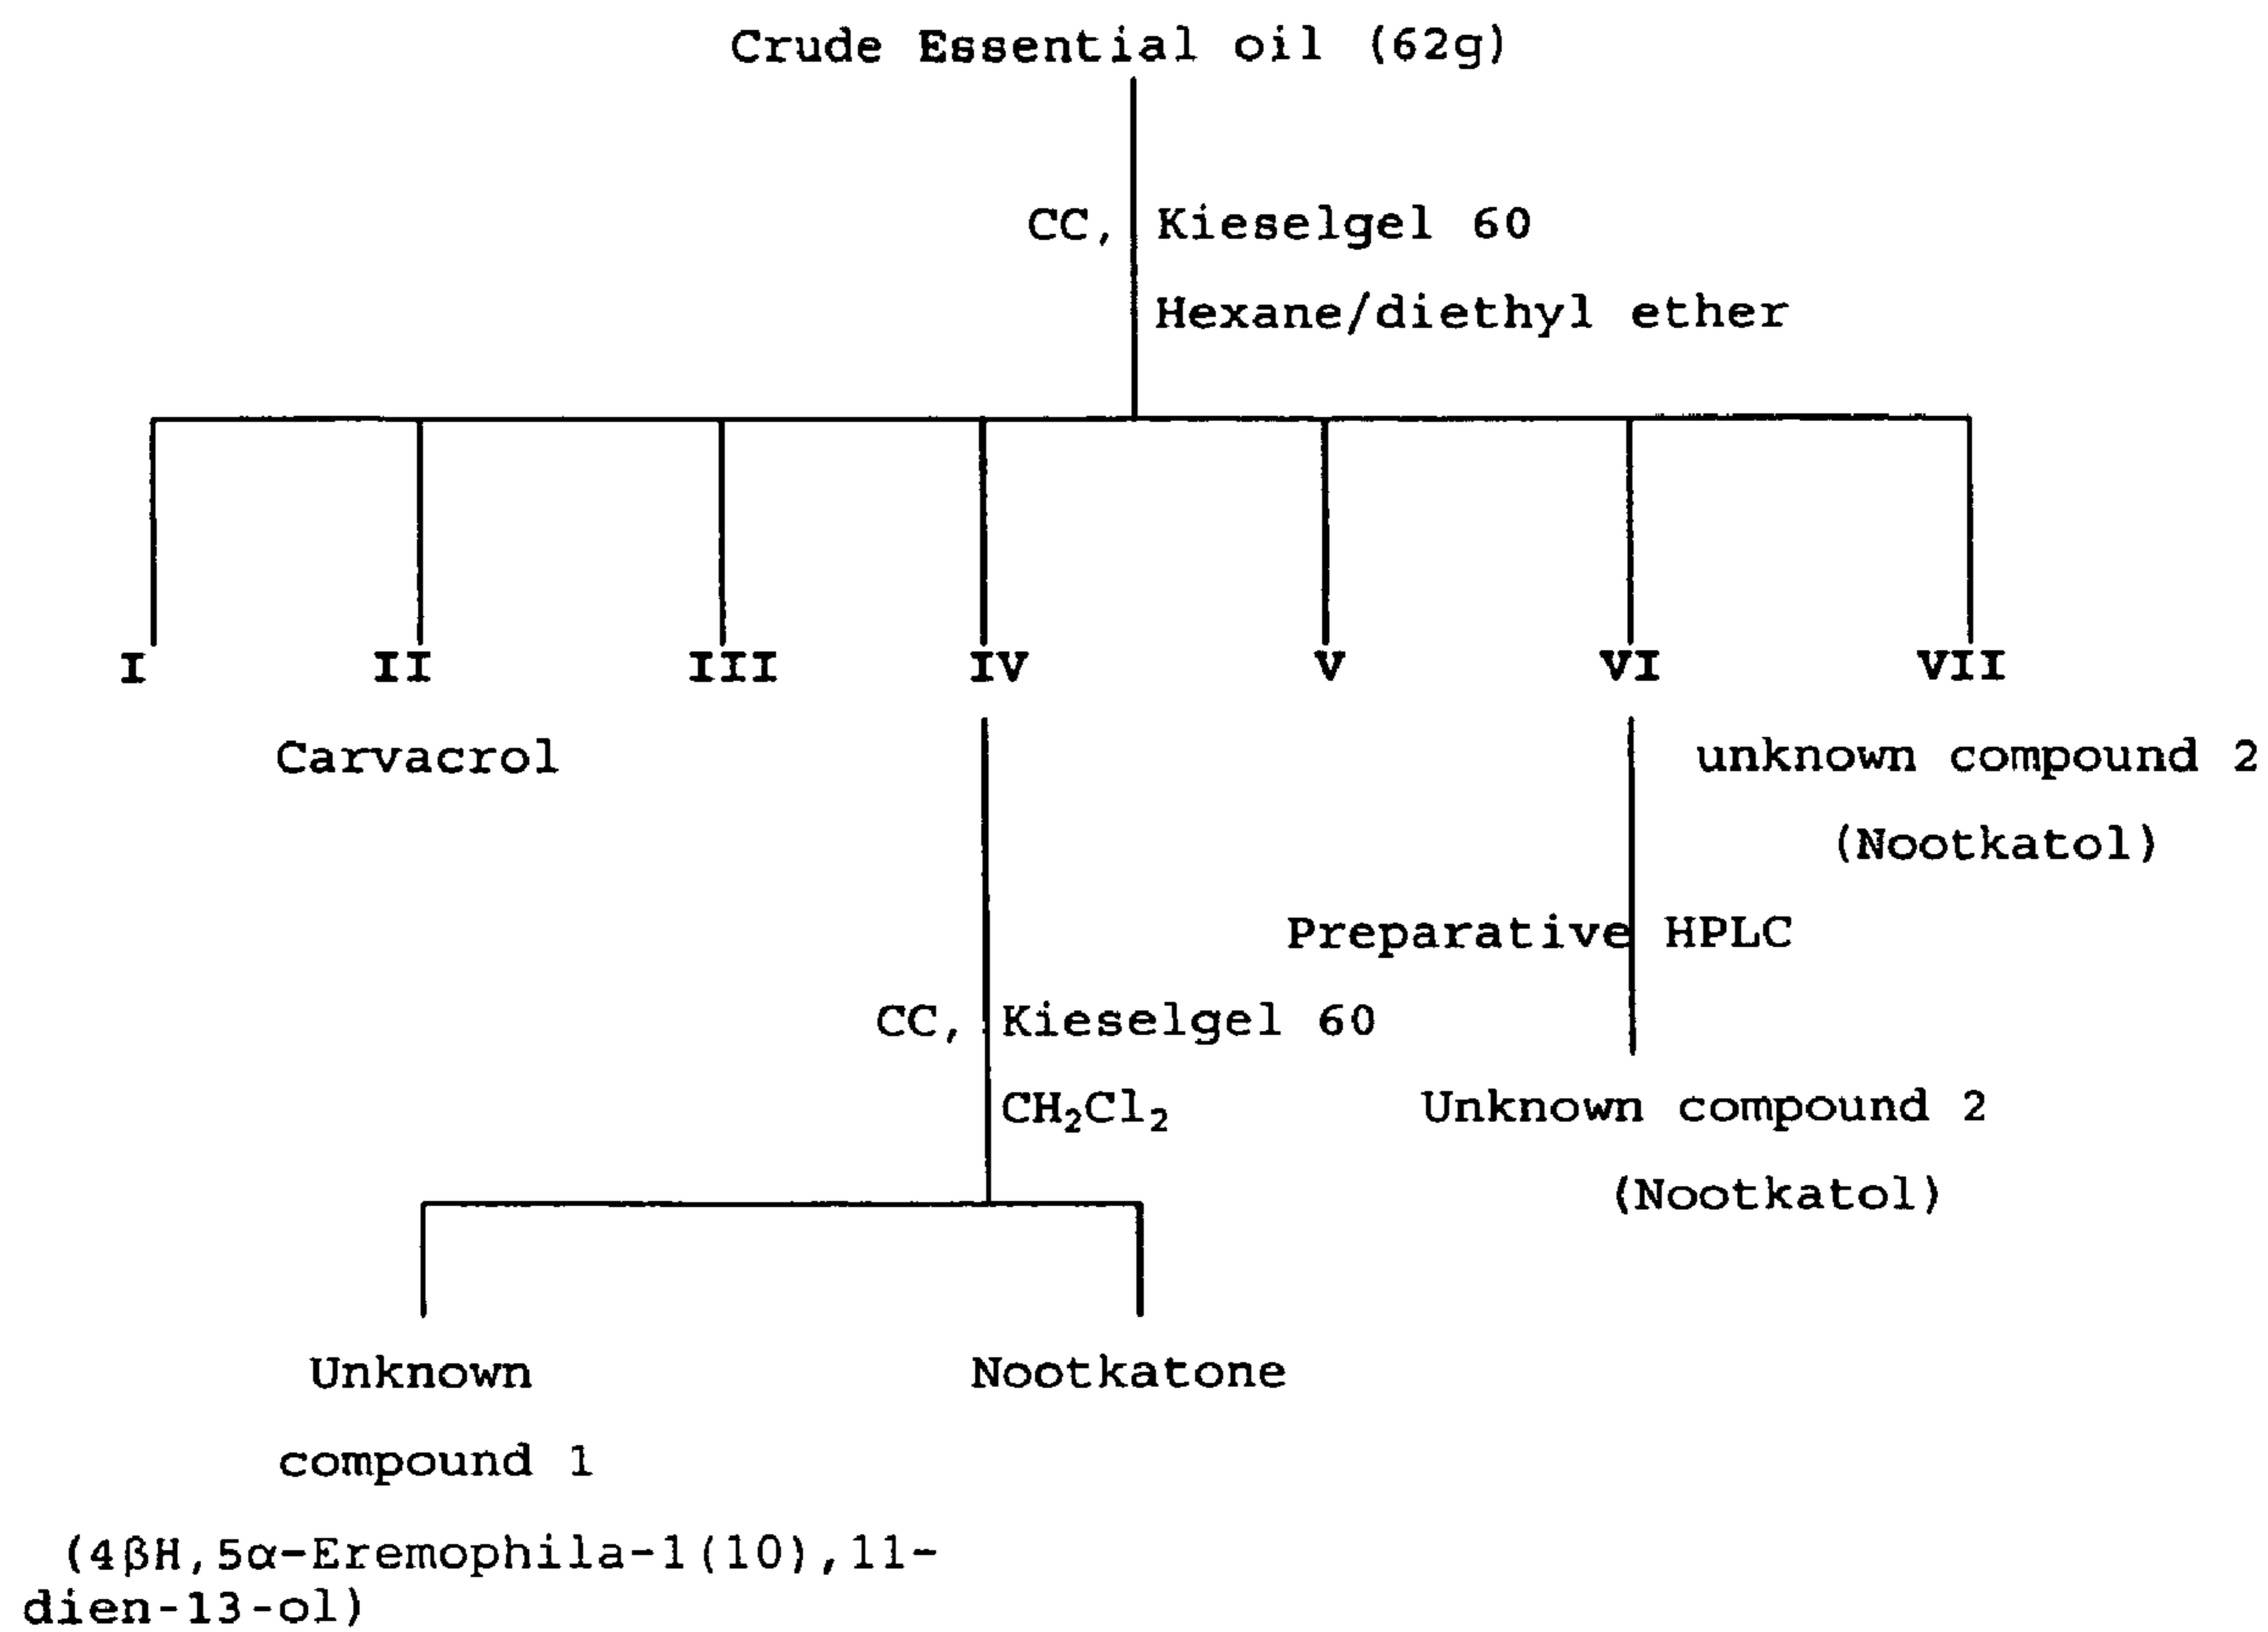 Crude Essential oil (62g)
CC, Kieselgel 60
Hexane/diethyl ether
I II III IV V VI VII
Carvacrol
unknown compound 2
(Nootkatol)
Preparative HPLC
CC, Kieselgel 60
CH₂Cl₂
Unknown compound 2
(Nootkatol)
Unknown
compound 1
(4βH,5α-Eremophila-1(10),11-
dien-13-ol)
Nootkatone